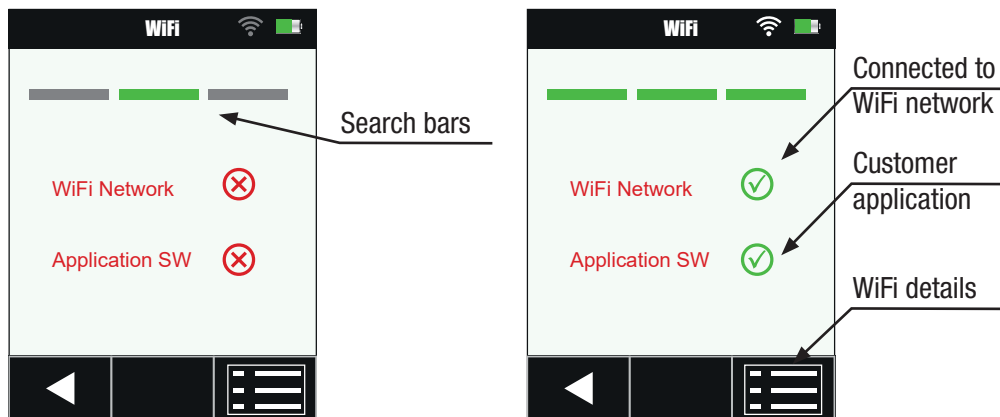 WiFi
Search bars
WiFi Network
Application SW
WiFi
Connected to
WiFi network
Customer
application
WiFi Network
Application SW
WiFi details